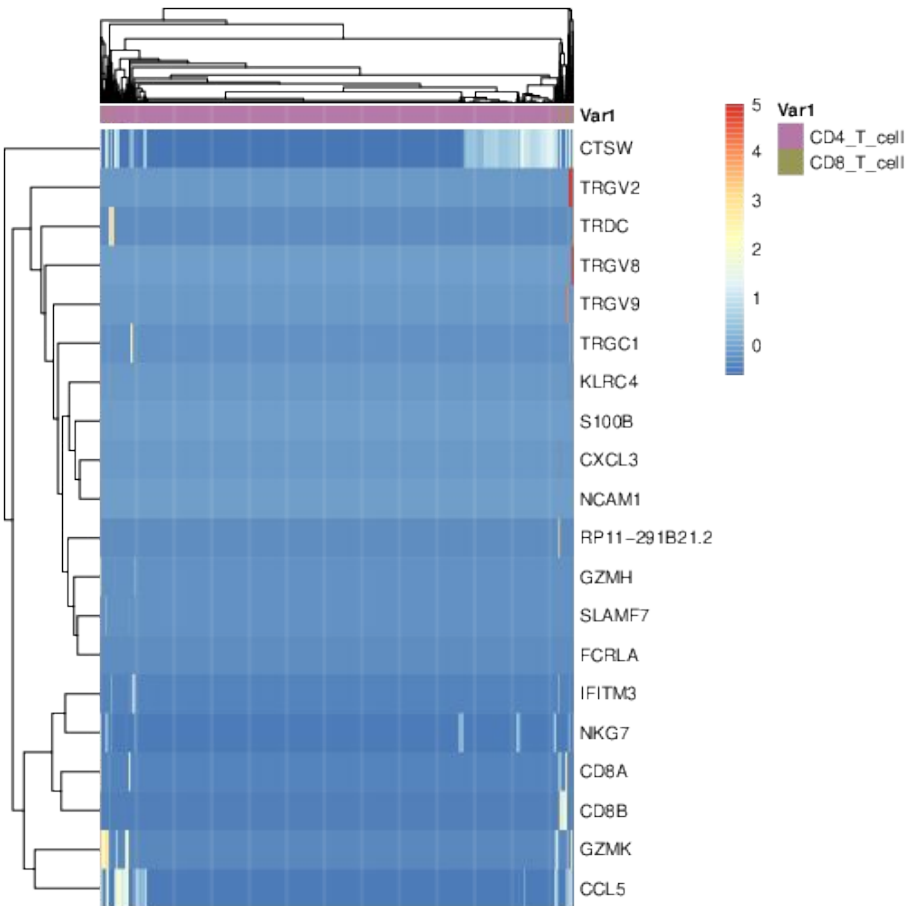 Var1
CTSW
TRGV2
TRDC
TRGV8
TRGV9
TRGC1
KLRC4
S100B
CXCL3
NCAM1
RP11−291B21.2
GZMH
SLAMF7
FCRLA
IFITM3
NKG7
CD8A
CD8B
GZMK
CCL5
5
4
3
2
1
0
Var1
CD4_T_cell
CD8_T_cell